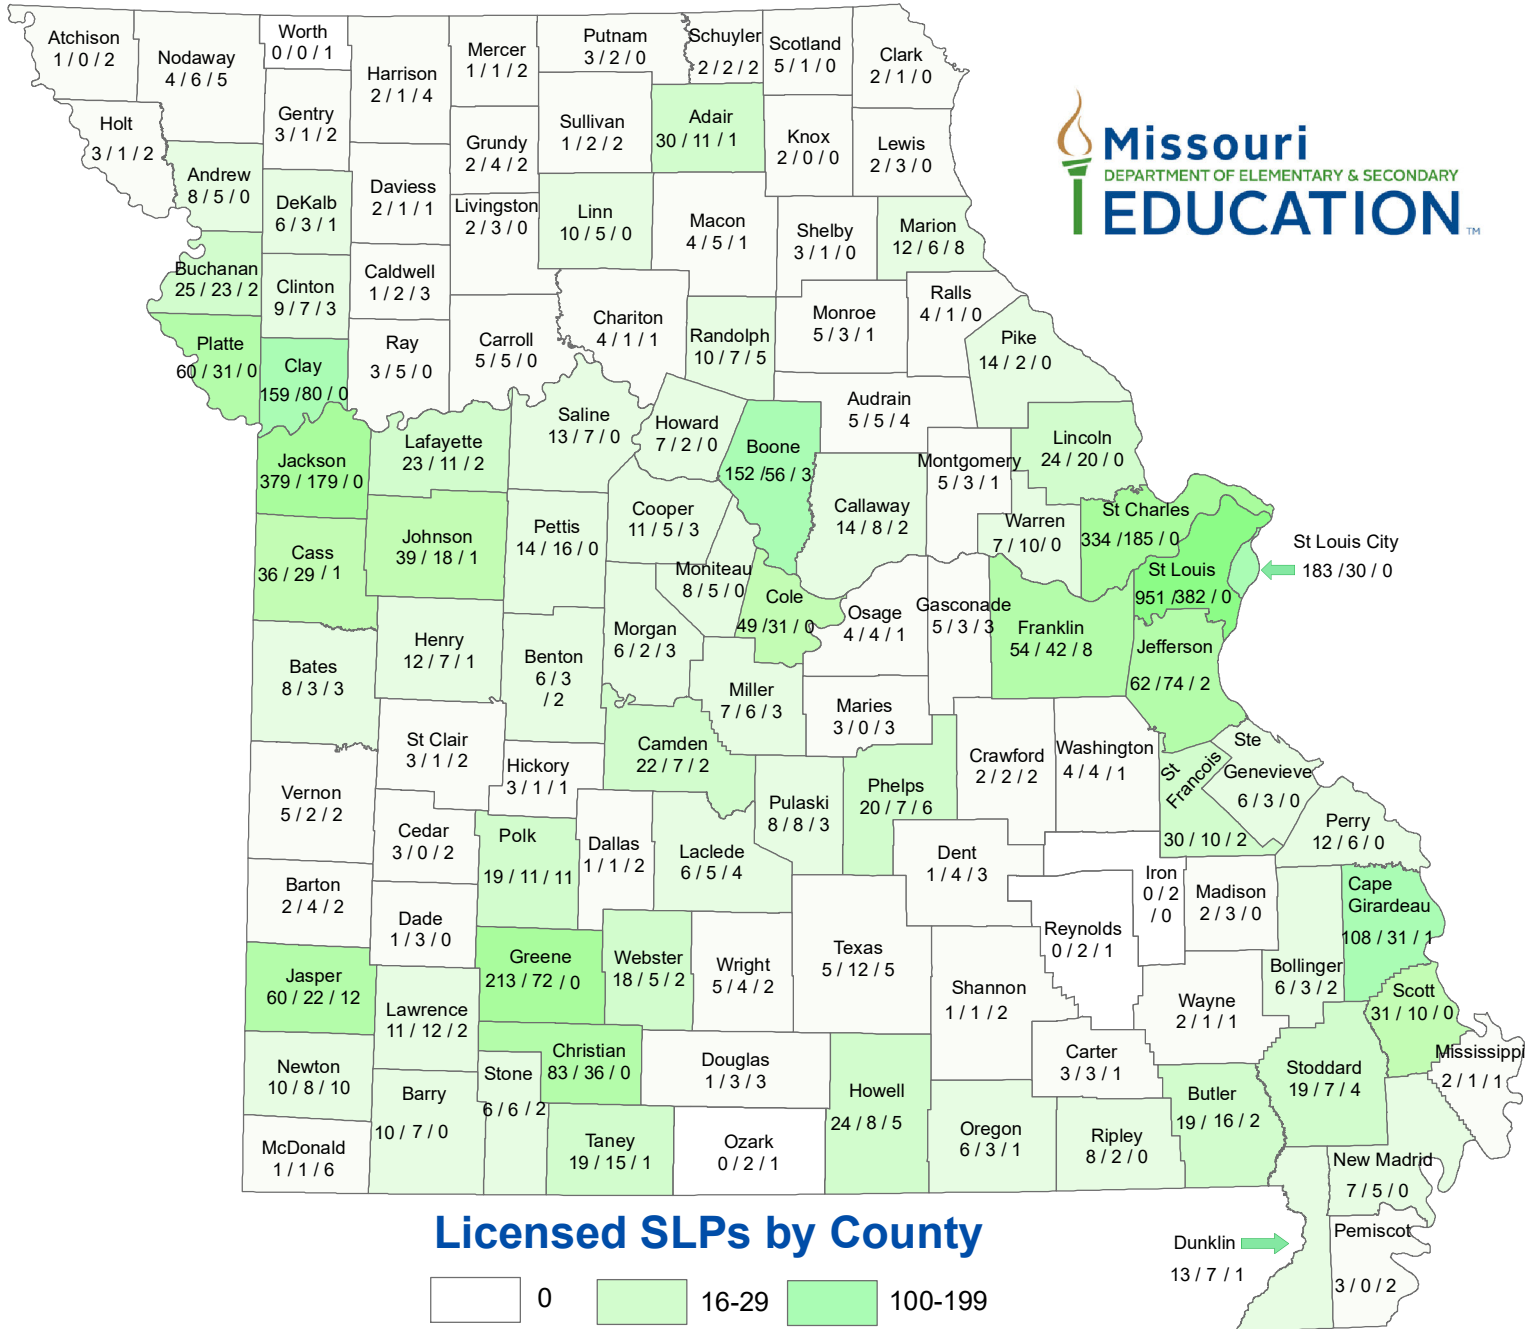 Atchison
1 / 0 / 2
Nodaway
4 / 6 / 5
Worth
0 / 0 / 1
Harrison
2 / 1 / 4
Mercer
1 / 1 / 2
Putnam
3 / 2 / 0
Schuyler
2 / 2 / 2
Scotland
5 / 1 / 0
Clark
2 / 1 / 0
Holt
3 / 1 / 2
Gentry
3 / 1 / 2
Grundy
2 / 4 / 2
Sullivan
1 / 2 / 2
Adair
30 / 11 / 1
Knox
2 / 0 / 0
Lewis
2 / 3 / 0
Missouri
DEPARTMENT OF ELEMENTARY & SECONDARY
EDUCATION™
Andrew
8 / 5 / 0
DeKalb
6 / 3 / 1
Daviess
2 / 1 / 1
Livingston
2 / 3 / 0
Linn
10 / 5 / 0
Macon
4 / 5 / 1
Shelby
3 / 1 / 0
Marion
12 / 6 / 8
Buchanan
25 / 23 / 2
Clinton
9 / 7 / 3
Caldwell
1 / 2 / 3
Carroll
5 / 5 / 0
Chariton
4 / 1 / 1
Randolph
10 / 7 / 5
Monroe
5 / 3 / 1
Ralls
4 / 1 / 0
Pike
14 / 2 / 0
Platte
60 / 31 / 0
Clay
159 /80 / 0
Ray
3 / 5 / 0
Jackson
379 / 179 / 0
Lafayette
23 / 11 / 2
Saline
13 / 7 / 0
Howard
7 / 2 / 0
Boone
152 /56 / 3
Audrain
5 / 5 / 4
Montgomery
5 / 3 / 1
Lincoln
24 / 20 / 0
Cass
36 / 29 / 1
Johnson
39 / 18 / 1
Pettis
14 / 16 / 0
Cooper
11 / 5 / 3
Moniteau
8 / 5 / 0
Cole
49 /31 / 0
Callaway
14 / 8 / 2
Warren
7 / 10/ 0
St Charles
334 /185 / 0
St Louis
951 /382 / 0
St Louis City
183 /30 / 0
Bates
8 / 3 / 3
Henry
12 / 7 / 1
Benton
6 / 3
/ 2
Morgan
6 / 2 / 3
Miller
7 / 6 / 3
Osage
4 / 4 / 1
Gasconade
5 / 3 / 3
Franklin
54 / 42 / 8
Jefferson
62 /74 / 2
Maries
3 / 0 / 3
Vernon
5 / 2 / 2
St Clair
3 / 1 / 2
Hickory
3 / 1 / 1
Camden
22 / 7 / 2
Pulaski
8 / 8 / 3
Phelps
20 / 7 / 6
Crawford
2 / 2 / 2
Washington
4 / 4 / 1
St
Francois
30 / 10 / 2
Ste
Genevieve
6 / 3 / 0
Perry
12 / 6 / 0
Barton
2 / 4 / 2
Cedar
3 / 0 / 2
Polk
19 / 11 / 11
Dallas
1 / 1 / 2
Laclede
6 / 5 / 4
Dent
1 / 4 / 3
Iron
0 / 2
/ 0
Madison
2 / 3 / 0
Cape
Girardeau
108 / 31 / 1
Dade
1 / 3 / 0
Jasper
60 / 22 / 12
Greene
213 / 72 / 0
Webster
18 / 5 / 2
Wright
5 / 4 / 2
Texas
5 / 12 / 5
Reynolds
0 / 2 / 1
Bollinger
6 / 3 / 2
Scott
31 / 10 / 0
Lawrence
11 / 12 / 2
Shannon
1 / 1 / 2
Wayne
2 / 1 / 1
Mississippi
2 / 1 / 1
Newton
10 / 8 / 10
Barry
10 / 7 / 0
Stone
6 / 6 / 2
Christian
83 / 36 / 0
Douglas
1 / 3 / 3
Howell
24 / 8 / 5
Carter
3 / 3 / 1
Butler
19 / 16 / 2
Stoddard
19 / 7 / 4
McDonald
1 / 1 / 6
Taney
19 / 15 / 1
Ozark
0 / 2 / 1
Oregon
6 / 3 / 1
Ripley
8 / 2 / 0
New Madrid
7 / 5 / 0
Dunklin
13 / 7 / 1
Pemiscot
3 / 0 / 2
Licensed SLPs by County
0
16-29
100-199